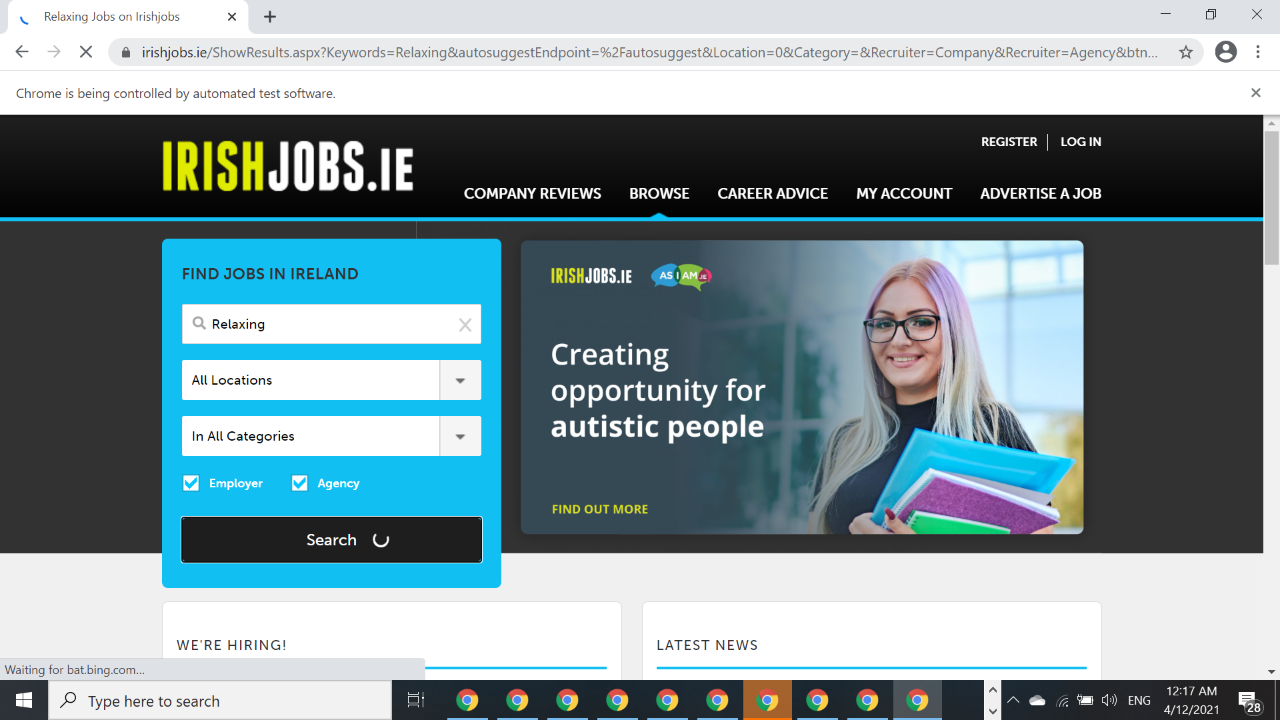 Relaxing Jobs on Irishjobs
irishjobs.ie/ShowResults.aspx?Keywords=Relaxing&autosuggestEndpoint=%2Fautosuggest&Location=0&Category=&Recruiter=Company&Recruiter=Agency&btn...
Chrome is being controlled by automated test software.
REGISTER LOG IN
IRISHJOBS.IE
COMPANY REVIEWS BROWSE CAREER ADVICE MY ACCOUNT ADVERTISE A JOB
FIND JOBS IN IRELAND
Relaxing
All Locations
In All Categories
Employer Agency
Search
IRISHJOBS.IE AS I AM.IE
Creating
opportunity for
autistic people
FIND OUT MORE
WE'RE HIRING!
LATEST NEWS
Waiting for bat.bing.com...
Type here to search
ENG
12:17 AM
4/12/2021
28